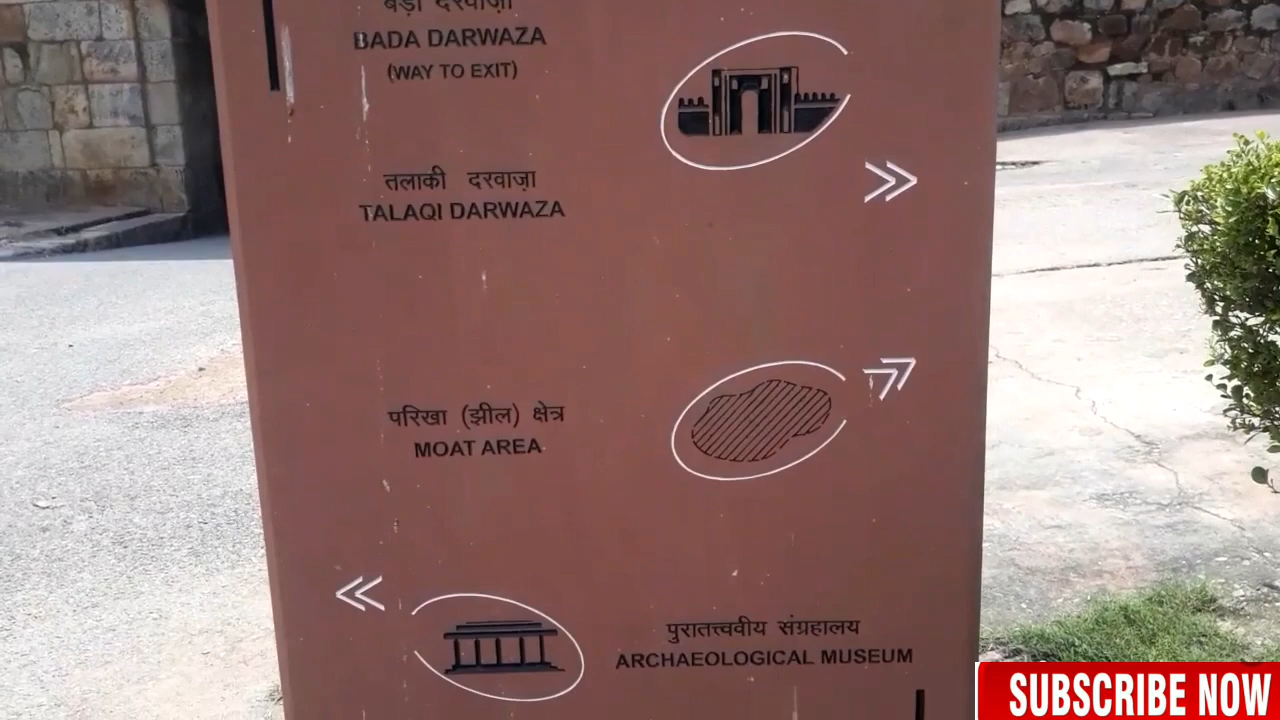 बड़ा दरवाज़ा
BADA DARWAZA
(WAY TO EXIT)
तलाकी दरवाज़ा
TALAQI DARWAZA
परिखा (झील) क्षेत्र
MOAT AREA
पुरातत्त्ववीय संग्रहालय
ARCHAEOLOGICAL MUSEUM
SUBSCRIBE NOW